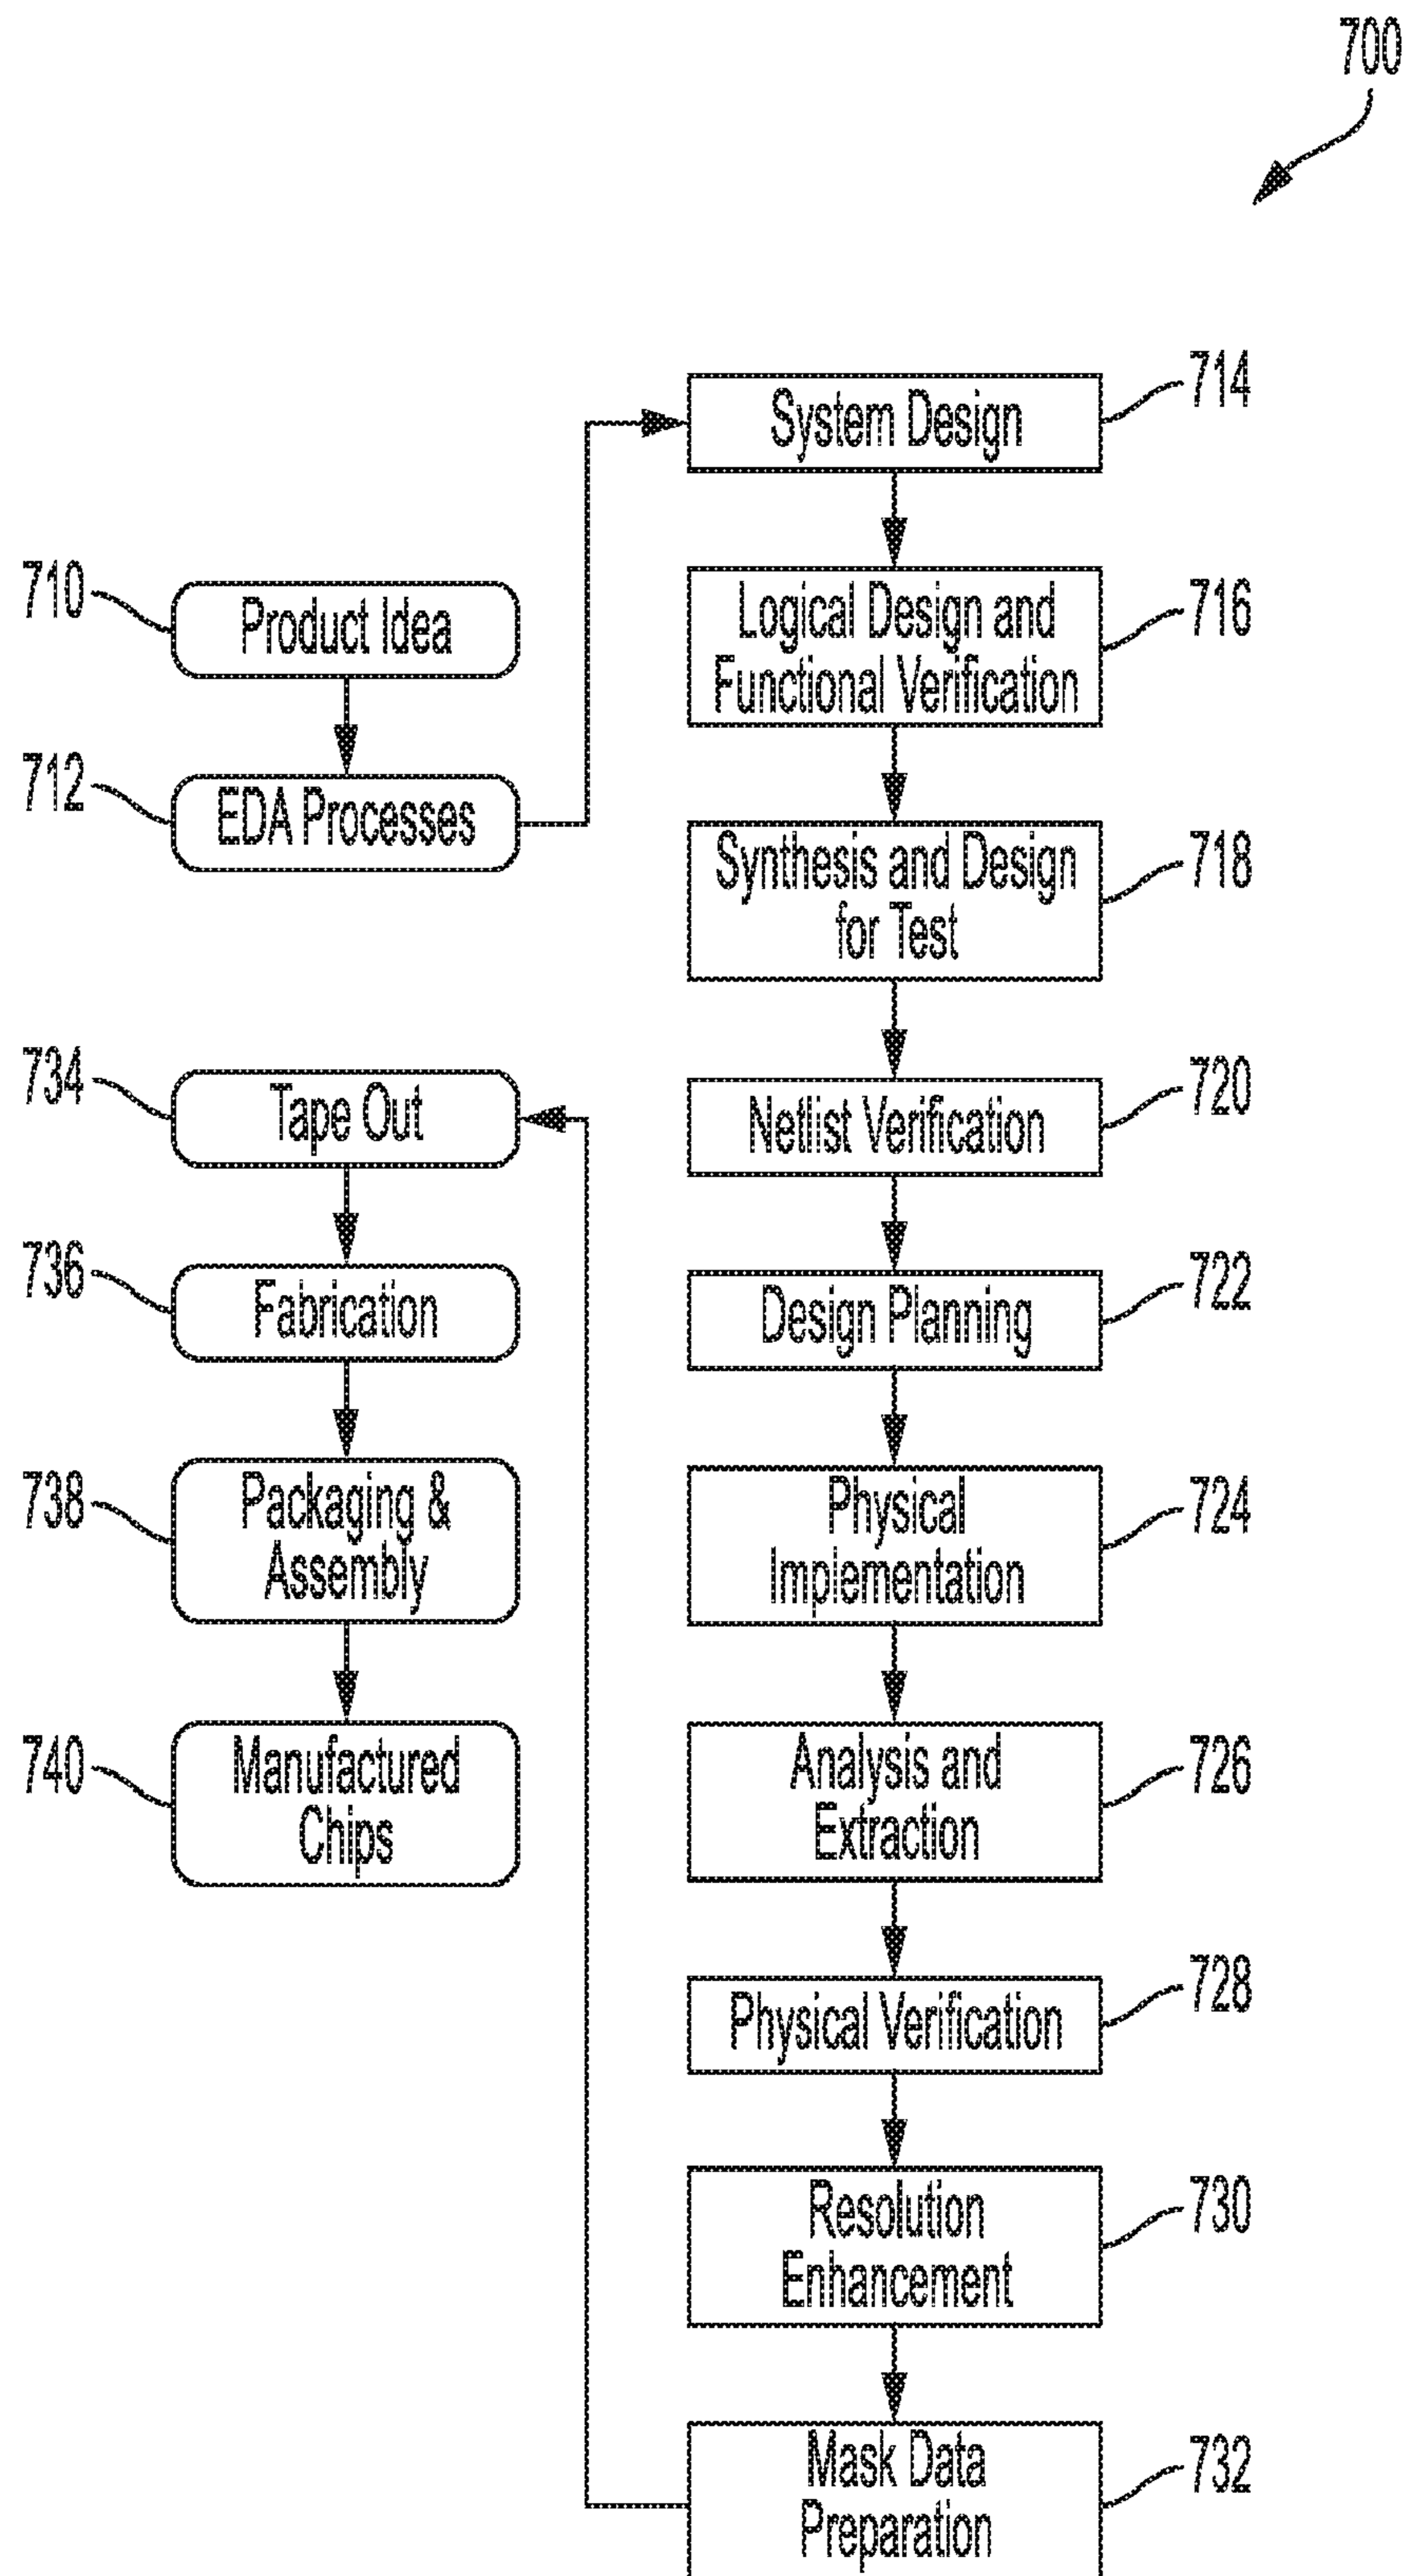 700
714
System Design
710
Product Idea
716
Logical Design and
Functional Verification
712
EDA Processes
718
Synthesis and Design
for Test
734
Tape Out
720
Netlist Verification
736
Fabrication
722
Design Planning
738
Packaging &
Assembly
724
Physical
Implementation
740
Manufactured
Chips
726
Analysis and
Extraction
728
Physical Verification
730
Resolution
Enhancement
732
Mask Data
Preparation